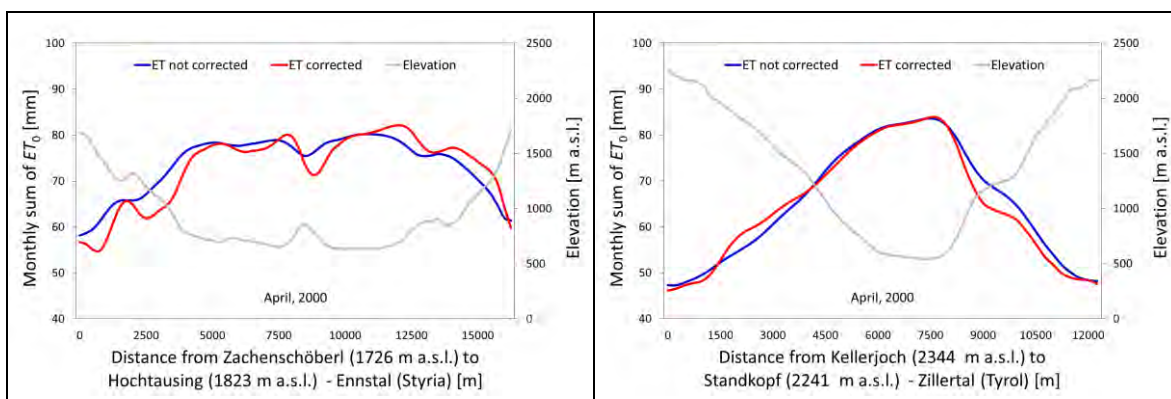 100 2500
ET not corrected ET corrected Elevation
90 2000
80
1500
70
1000
60
50 500
April, 2000
40 0
0 2500 5000 7500 10000 12500 15000
Monthly sum of ET0 [mm]
Elevation [m a.s.l.]
Distance from Zachenschöberl (1726 m a.s.l.) to
Hochtausing (1823 m a.s.l.) - Ennstal (Styria) [m]
100 2500
ET not corrected ET corrected Elevation
90 2000
80
1500
70
1000
60
50 500
April, 2000
40 0
0 1500 3000 4500 6000 7500 9000 10500 12000
Monthly sum of ET0 [mm]
Elevation [m a.s.l.]
Distance from Kellerjoch (2344 m a.s.l.) to
Standkopf (2241 m a.s.l.) - Zillertal (Tyrol) [m]